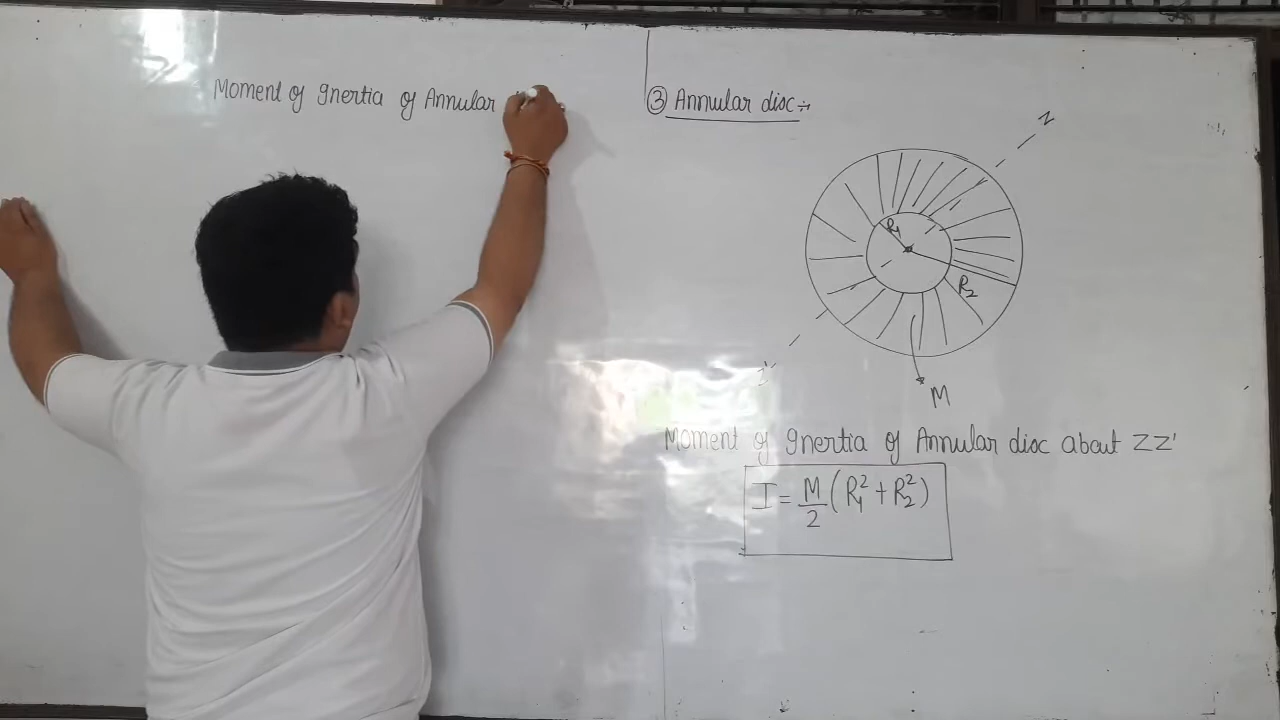 Moment of Inertia of Annular
③ Annular disc :-
Z
R₁
R₂
Z'
M
Moment of Inertia of Annular disc about ZZ'
I = M/2 (R₁² + R₂²)